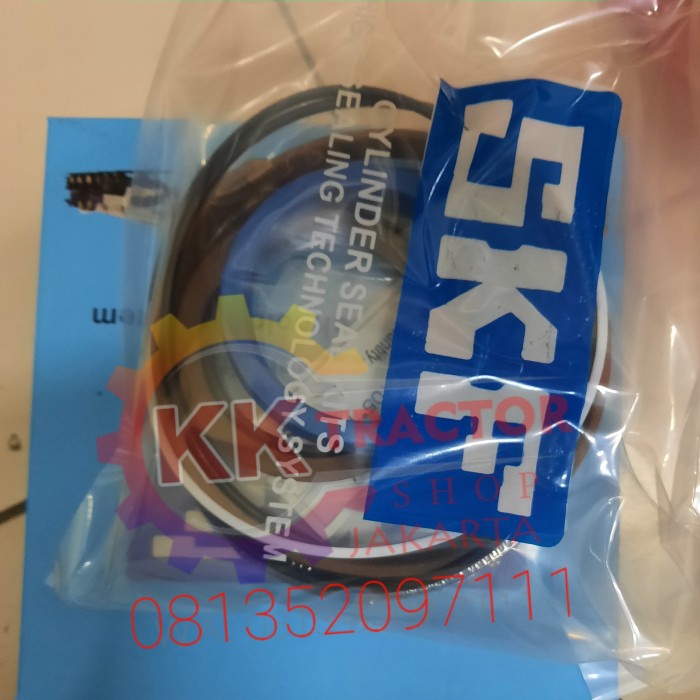 SKF
CYLINDER SEAL KITS
SEALING TECHNOLOGY SYSTEM
KK TRACTOR
SHOP
JAKARTA
081352097111